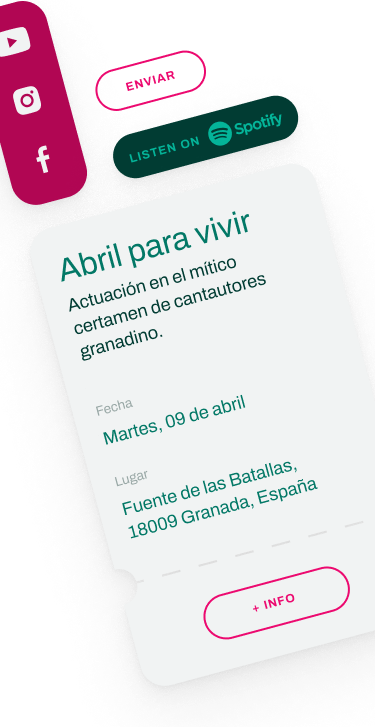 ENVIAR
LISTEN ON Spotify
Abril para vivir
Actuación en el mítico
certamen de cantautores
granadino.
Fecha
Martes, 09 de abril
Lugar
Fuente de las Batallas,
18009 Granada, España
+ INFO